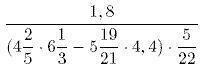 1,8
(4 2/5 · 6 1/3 − 5 19/21 · 4,4) · 5/22